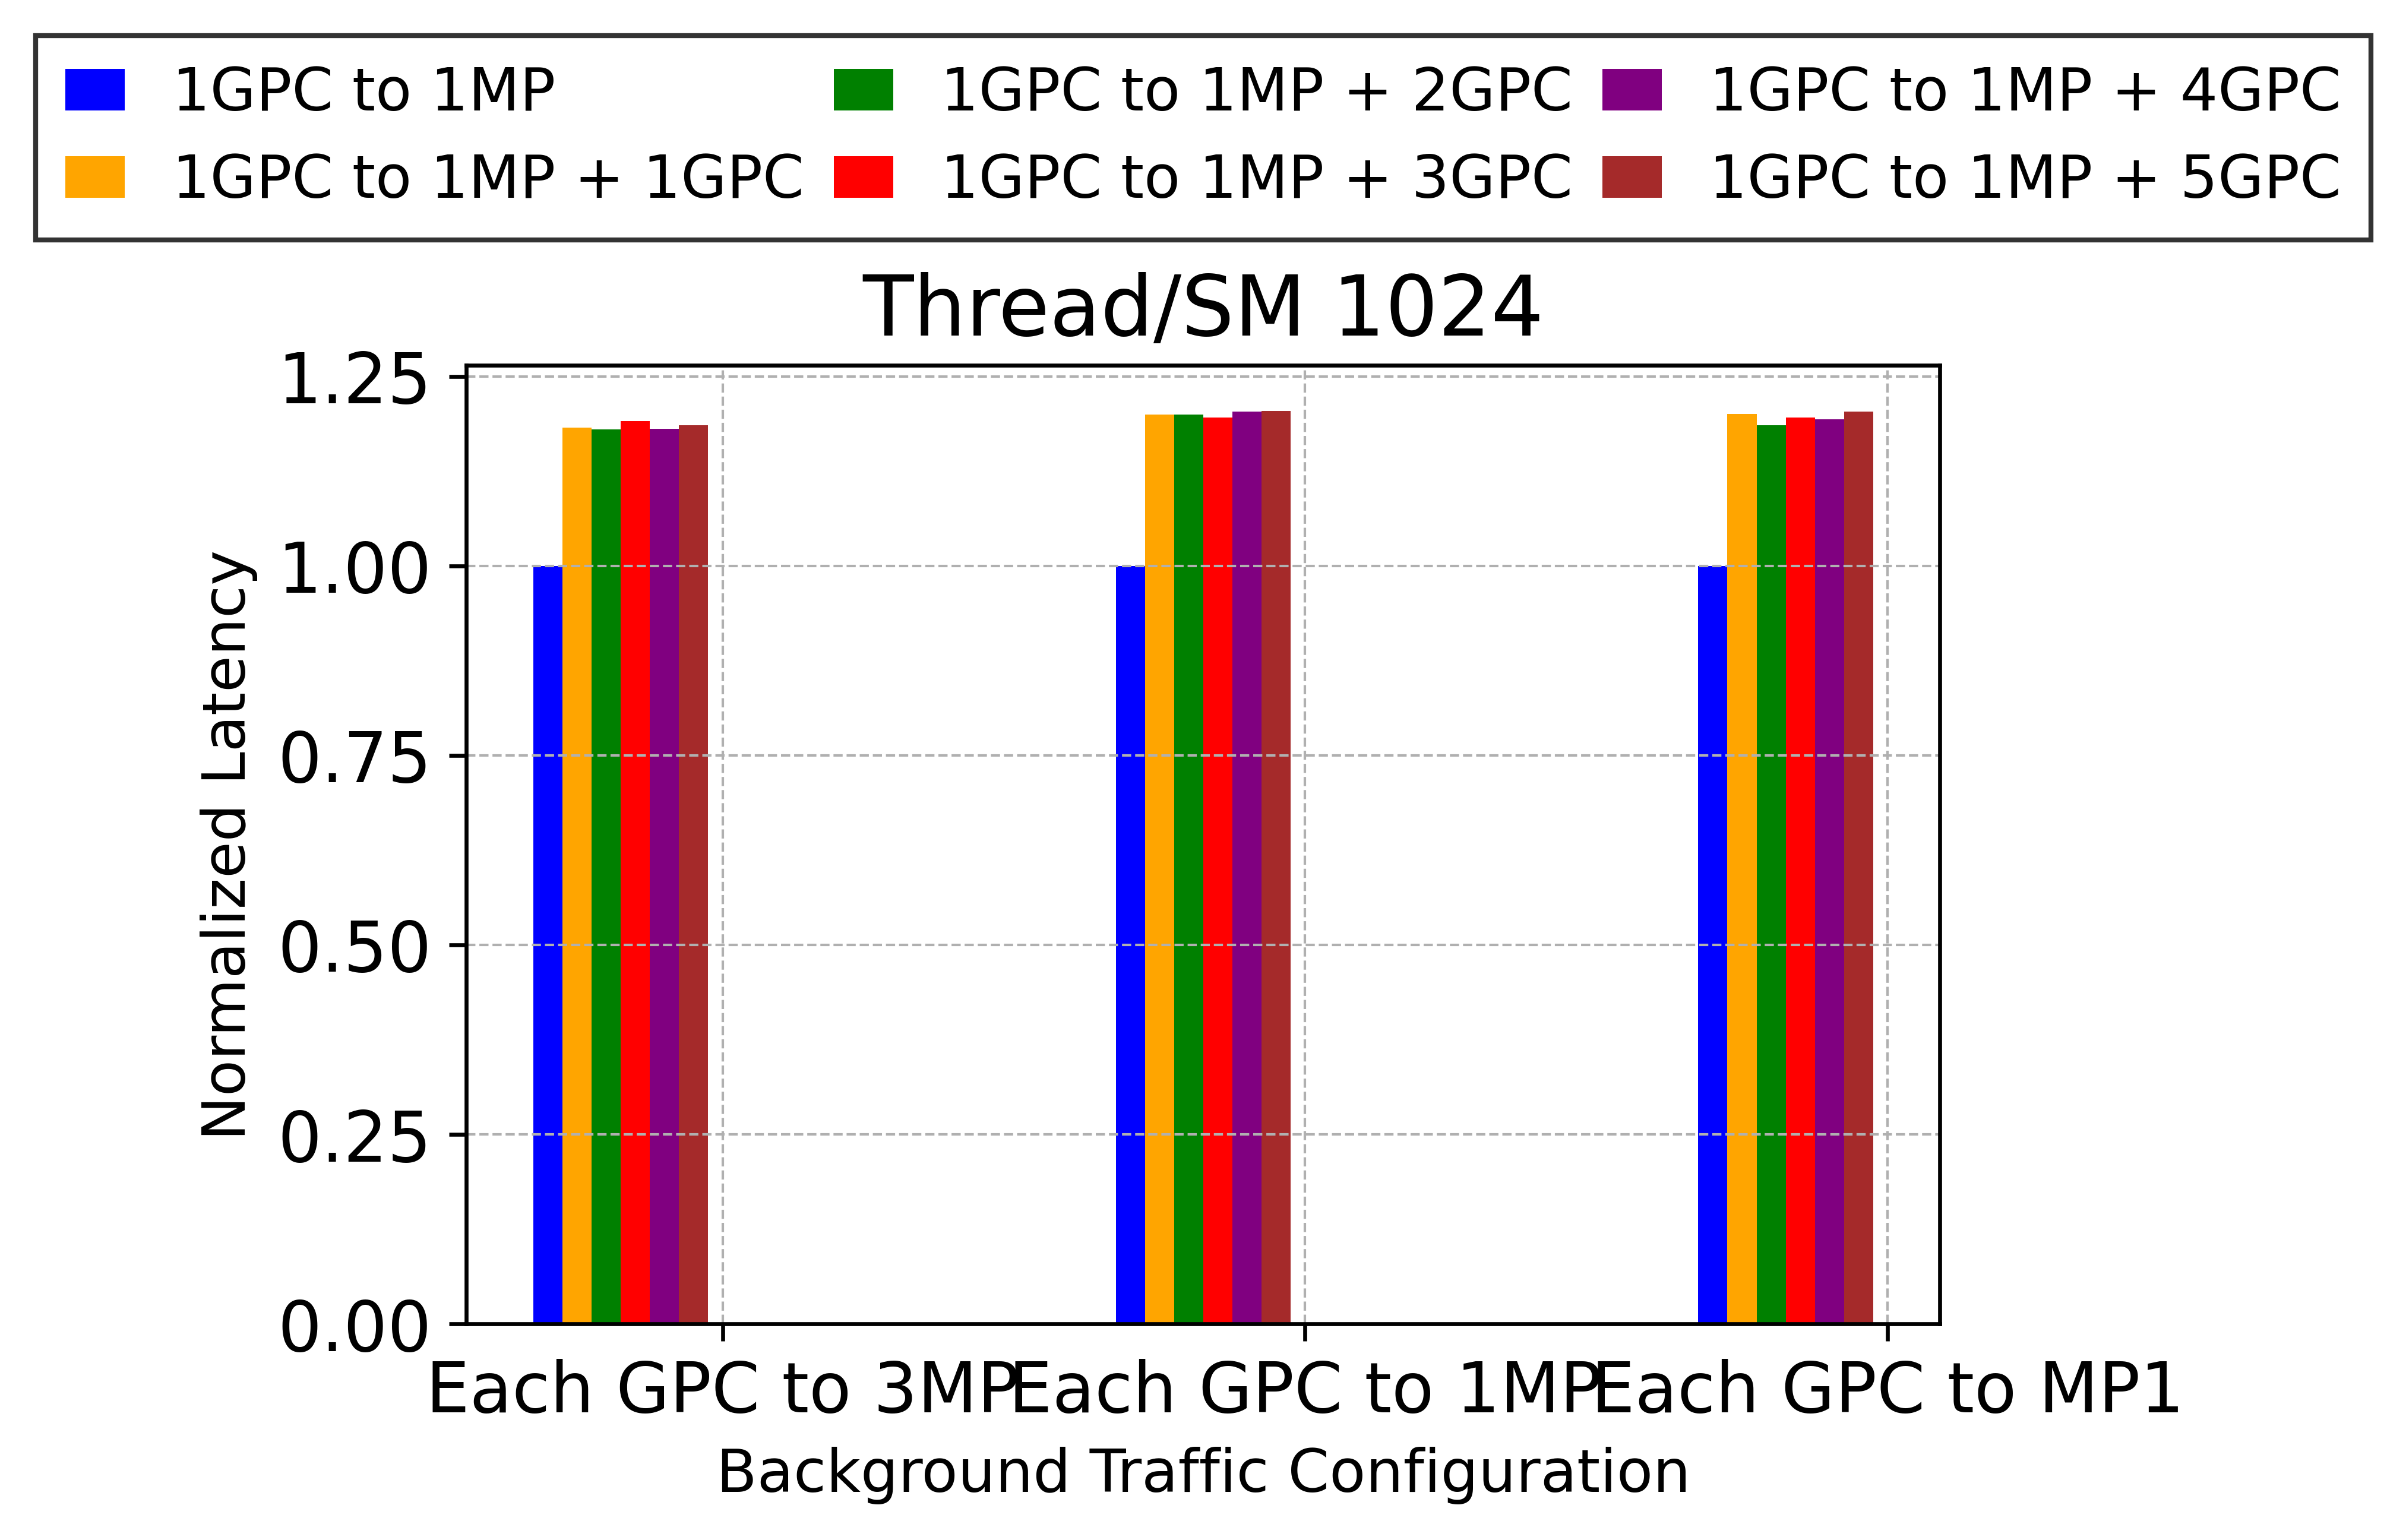 1GPC to 1MP
1GPC to 1MP + 1GPC
1GPC to 1MP + 2GPC
1GPC to 1MP + 3GPC
1GPC to 1MP + 4GPC
1GPC to 1MP + 5GPC
Thread/SM 1024
Normalized Latency
1.25
1.00
0.75
0.50
0.25
0.00
Each GPC to 3MP
Each GPC to 1MP
Each GPC to MP1
Background Traffic Configuration